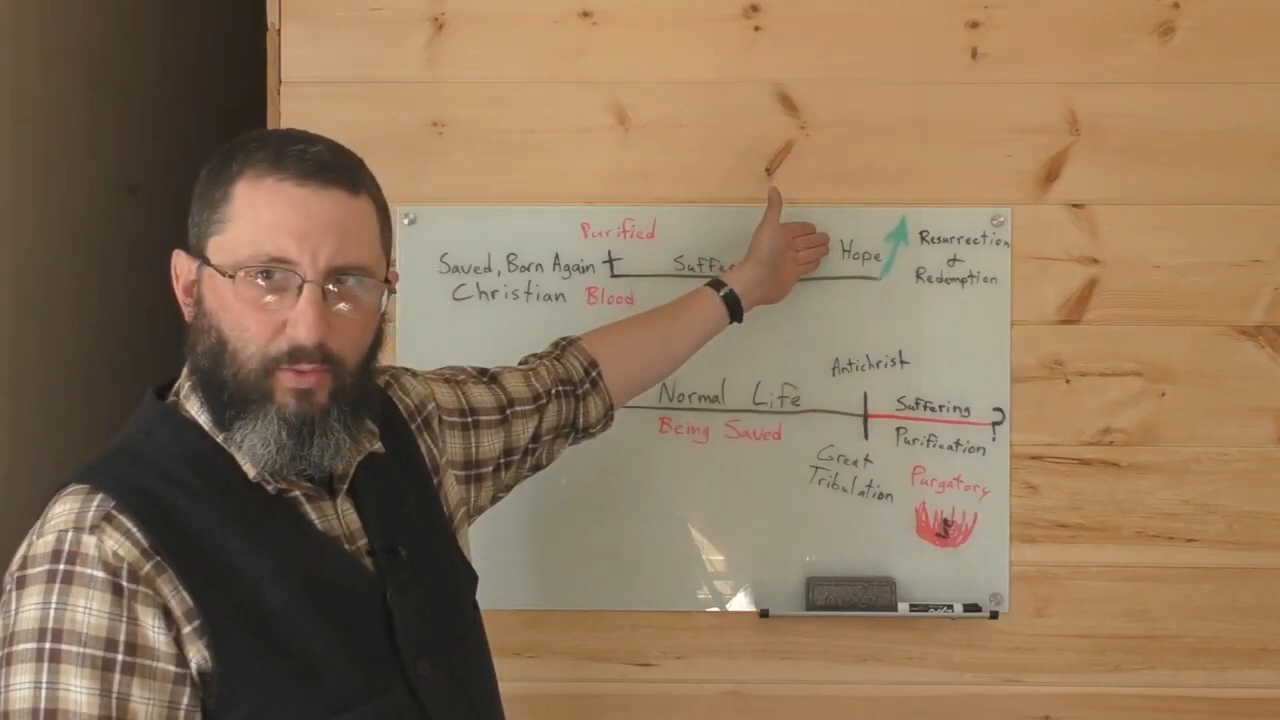 Purified
Saved, Born Again
Christian
Blood
Hope
Resurrection
&
Redemption
Antichrist
Normal Life
Being Saved
Suffering ?
Purification
Great
Tribulation
Purgatory